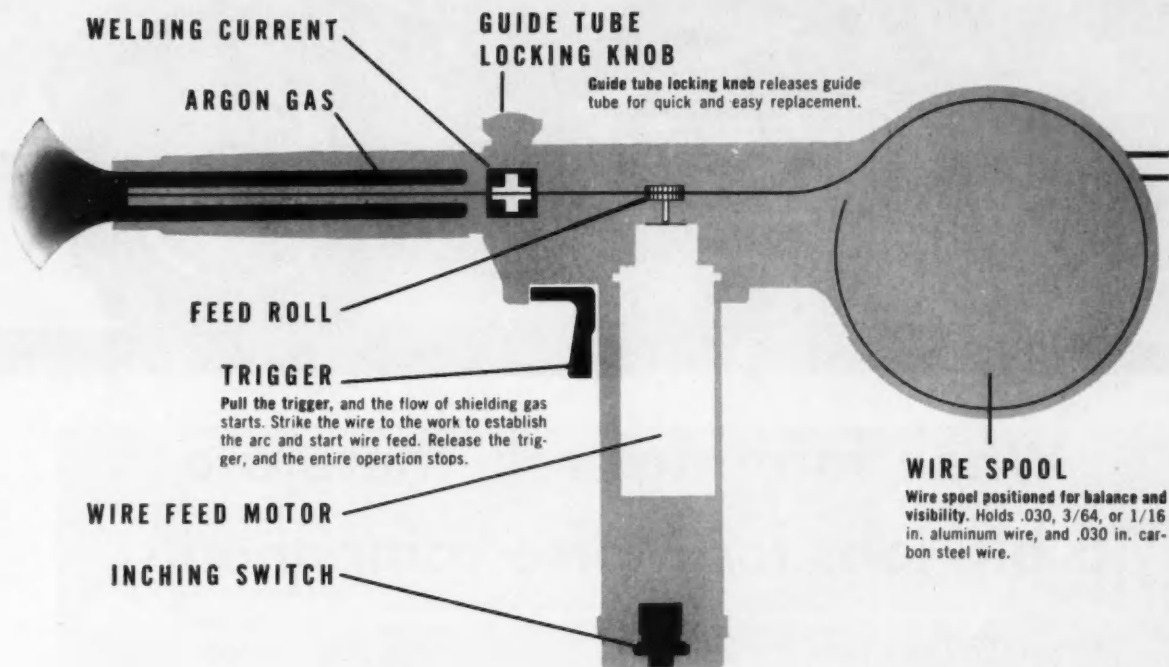 WELDING CURRENT
GUIDE TUBE
LOCKING KNOB
Guide tube locking knob releases guide
tube for quick and easy replacement.
ARGON GAS
FEED ROLL
TRIGGER
Pull the trigger, and the flow of shielding gas
starts. Strike the wire to the work to establish
the arc and start wire feed. Release the trig-
ger, and the entire operation stops.
WIRE FEED MOTOR
INCHING SWITCH
WIRE SPOOL
Wire spool positioned for balance and
visibility. Holds .030, 3/64, or 1/16
in. aluminum wire, and .030 in. car-
bon steel wire.